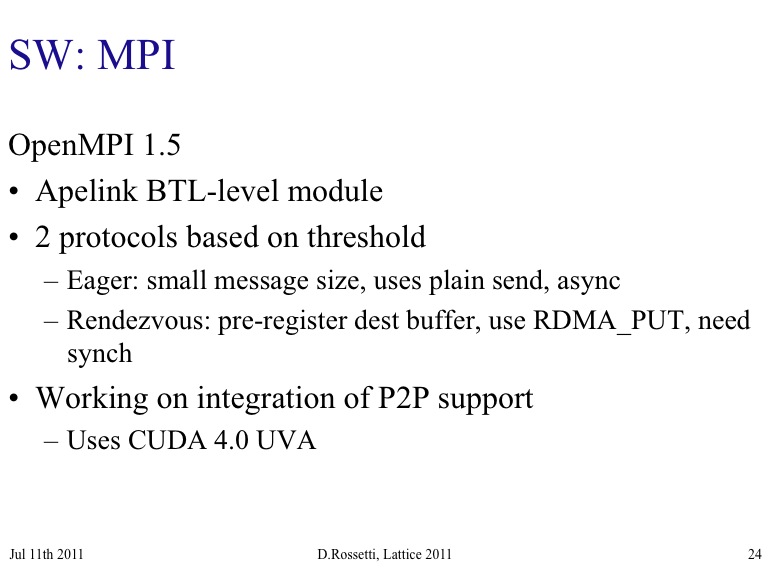 SW: MPI
OpenMPI 1.5
• Apelink BTL-level module
• 2 protocols based on threshold
– Eager: small message size, uses plain send, async
– Rendezvous: pre-register dest buffer, use RDMA_PUT, need
synch
• Working on integration of P2P support
– Uses CUDA 4.0 UVA
Jul 11th 2011
D.Rossetti, Lattice 2011
24